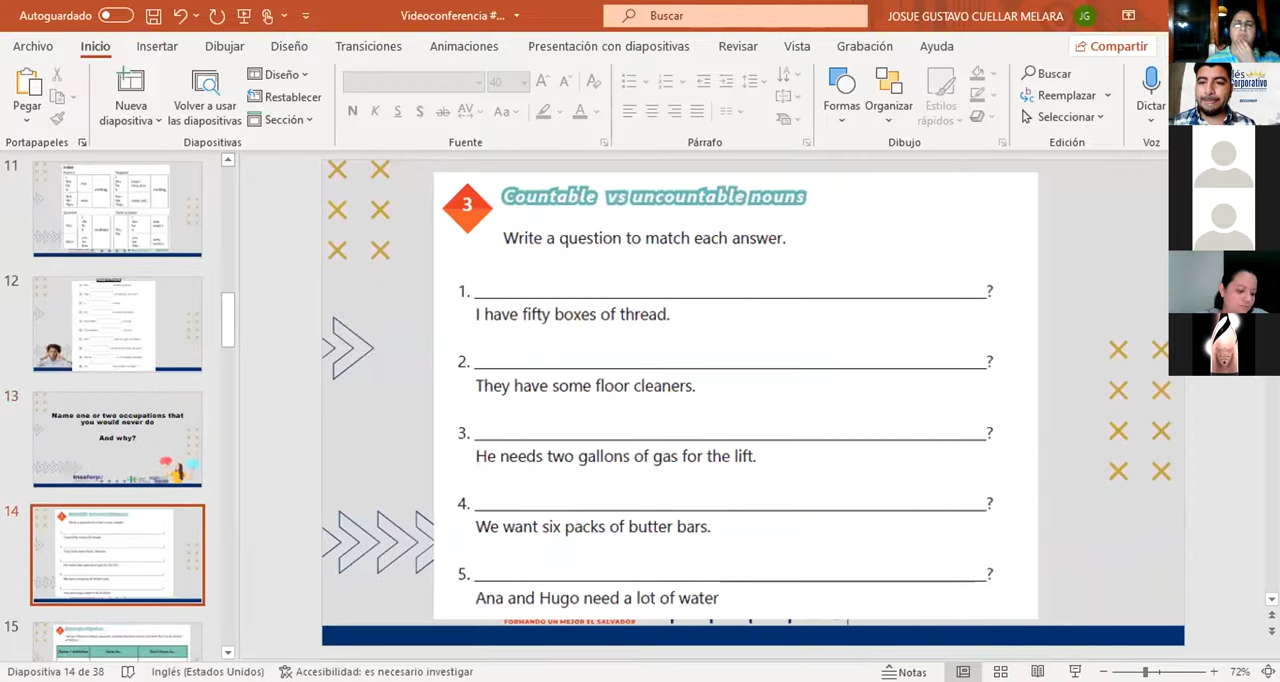 Autoguardado
Videoconferencia #...
Buscar
JOSUE GUSTAVO CUELLAR MELARA
JG
Archivo
Inicio
Insertar
Dibujar
Diseño
Transiciones
Animaciones
Presentación con diapositivas
Revisar
Vista
Grabación
Ayuda
Compartir
Pegar
Nueva diapositiva
Volver a usar las diapositivas
Diseño
Restablecer
Sección
40
Formas
Organizar
Estilos rápidos
Buscar
Reemplazar
Seleccionar
Dictar
Portapapeles
Diapositivas
Fuente
Párrafo
Dibujo
Edición
Voz
11
12
13
Name one or two occupations that
you would never do
And why?
14
15
3
Countable vs uncountable nouns
Write a question to match each answer.
1. ?
I have fifty boxes of thread.
2. ?
They have some floor cleaners.
3. ?
He needs two gallons of gas for the lift.
4. ?
We want six packs of butter bars.
5. ?
Ana and Hugo need a lot of water
FORMANDO UN MEJOR EL SALVADOR
Diapositiva 14 de 38
Inglés (Estados Unidos)
Accesibilidad: es necesario investigar
Notas
72%